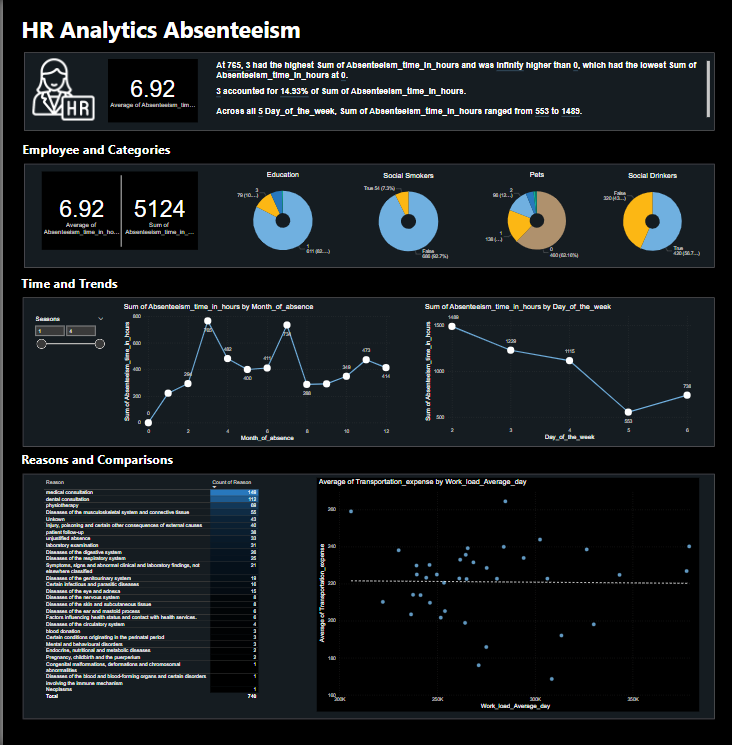 HR Analytics Absenteeism
HR
6.92
Average of Absenteeism_tim...
At 765, 3 had the highest Sum of Absenteeism_time_in_hours and was Infinity higher than 0, which had the lowest Sum of
Absenteeism_time_in_hours at 0.
3 accounted for 14.93% of Sum of Absenteeism_time_in_hours.
Across all 5 Day_of_the_week, Sum of Absenteeism_time_in_hours ranged from 553 to 1489.
Employee and Categories
6.92
Average of
Absenteeism_time_in_ho...
5124
Sum of
Absenteeism_time_in_...
Education
3
79 (10....)
1
611 (82....)
Social Smokers
True 54 (7.3%)
False
686 (92.7%)
Pets
2
96 (12...)
1
138 (...)
0
460 (62.16%)
Social Drinkers
False
320 (43....)
True
420 (56.7...)
Time and Trends
Seasons
1
4
Sum of Absenteeism_time_in_hours by Month_of_absence
Sum of Absenteeism_time_in_hours
800
600
400
200
0
0
294
765
482
400
411
734
288
349
473
414
0
2
4
6
8
10
12
Month_of_absence
Sum of Absenteeism_time_in_hours by Day_of_the_week
Sum of Absenteeism_time_in_hours
1500
1000
500
1489
1229
1115
553
738
2
3
4
5
6
Day_of_the_week
Reasons and Comparisons
Reason Count of Reason
medical consultation 149
dental consultation 112
physiotherapy 69
Diseases of the musculoskeletal system and connective tissue 55
Unkown 43
Injury, poisoning and certain other consequences of external causes 40
patient follow-up 38
unjustified absence 33
laboratory examination 31
Diseases of the digestive system 26
Diseases of the respiratory system 25
Symptoms, signs and abnormal clinical and laboratory findings, not
elsewhere classified 21
Diseases of the genitourinary system 19
Certain infectious and parasitic diseases 16
Diseases of the eye and adnexa 15
Diseases of the nervous system 8
Diseases of the skin and subcutaneous tissue 8
Diseases of the ear and mastoid process 6
Factors influencing health status and contact with health services. 6
Diseases of the circulatory system 4
blood donation 3
Certain conditions originating in the perinatal period 3
Mental and behavioural disorders 3
Endocrine, nutritional and metabolic diseases 2
Pregnancy, childbirth and the puerperium 2
Congenital malformations, deformations and chromosomal
abnormalities 1
Diseases of the blood and blood-forming organs and certain disorders
involving the immune mechanism 1
Neoplasms 1
Total 740
Average of Transportation_expense by Work_load_Average_day
Average of Transportation_expense
260
240
220
200
180
160
200K
250K
300K
350K
Work_load_Average_day